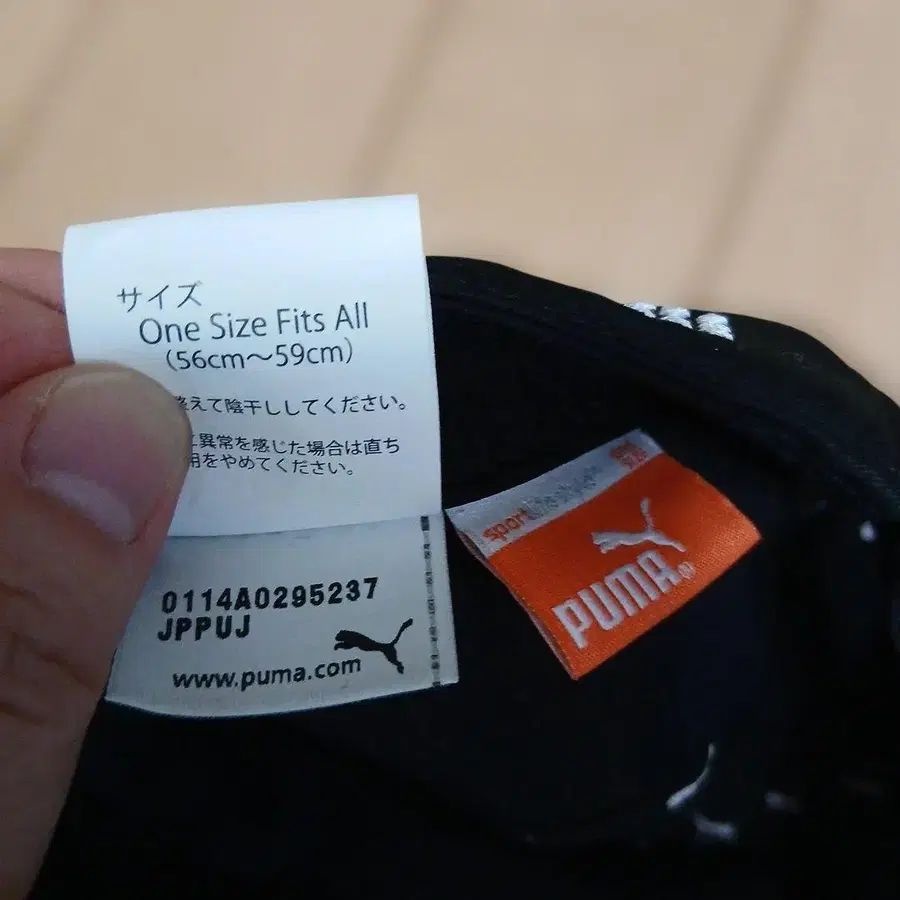 サイズ
One Size Fits All
(56cm～59cm)
えて陰干ししてください。
異常を感じた場合は直ち
用をやめてください。
0114A0295237
JPPUJ
www.puma.com
sport lifestyle
PUMA®